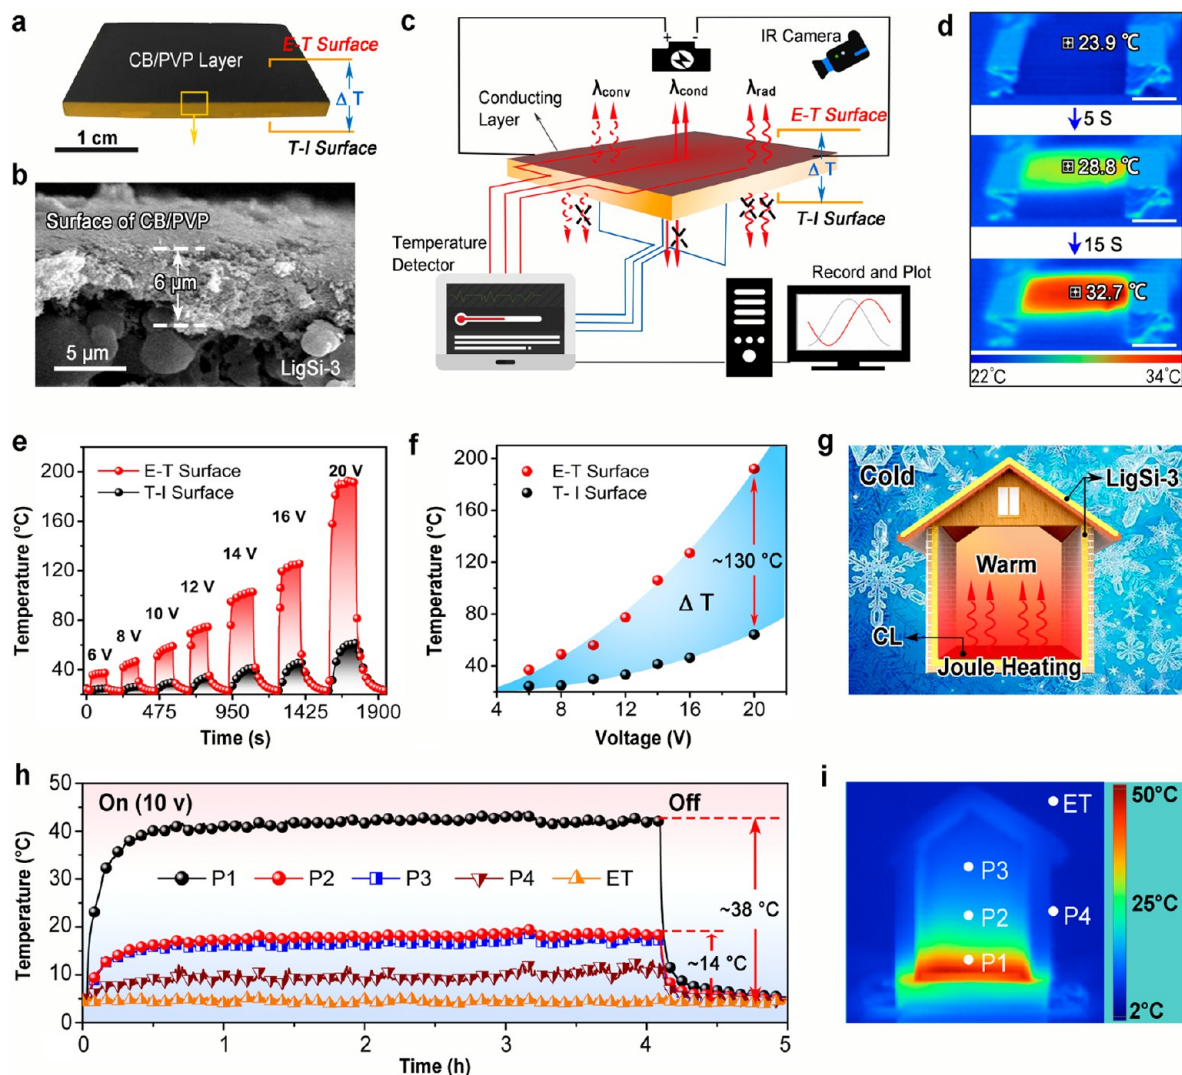 a
CB/PVP Layer
E-T Surface
Δ T
T-I Surface
1 cm
b
Surface of CB/PVP
6 μm
5 μm
LigSi-3
c
IR Camera
+ -
λconv
λcond
λrad
Conducting
Layer
E-T Surface
Δ T
T-I Surface
Temperature
Detector
Record and Plot
d
23.9 ℃
5 S
28.8 ℃
15 S
32.7 ℃
22°C 34°C
e
Temperature (°C)
200
160
120
80
40
E-T Surface
T-I Surface
6 V
8 V
10 V
12 V
14 V
16 V
20 V
0 475 950 1425 1900
Time (s)
f
Temperature (°C)
200
160
120
80
40
E-T Surface
T- I Surface
~130 °C
Δ T
4 8 12 16 20
Voltage (V)
g
Cold
LigSi-3
Warm
CL
Joule Heating
h
Temperature (°C)
50
40
30
20
10
0
On (10 v)
Off
P1 P2 P3 P4 ET
~38 °C
~14 °C
0 1 2 3 4 5
Time (h)
i
ET
P3
P2
P4
P1
50°C
25°C
2°C